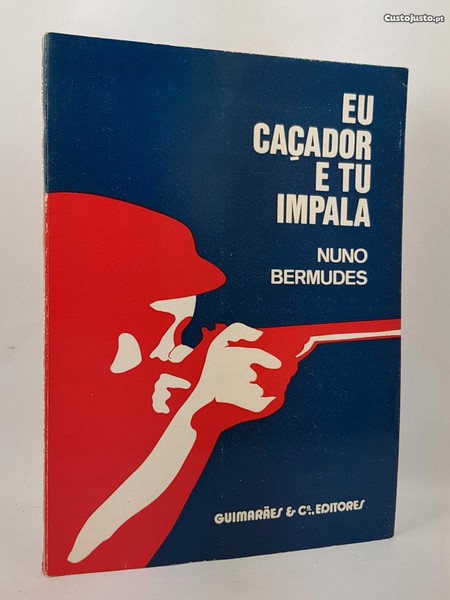 CustoJusto.pt
EU
CAÇADOR
E TU
IMPALA
NUNO
BERMUDES
GUIMARÃES & Cª. EDITORES